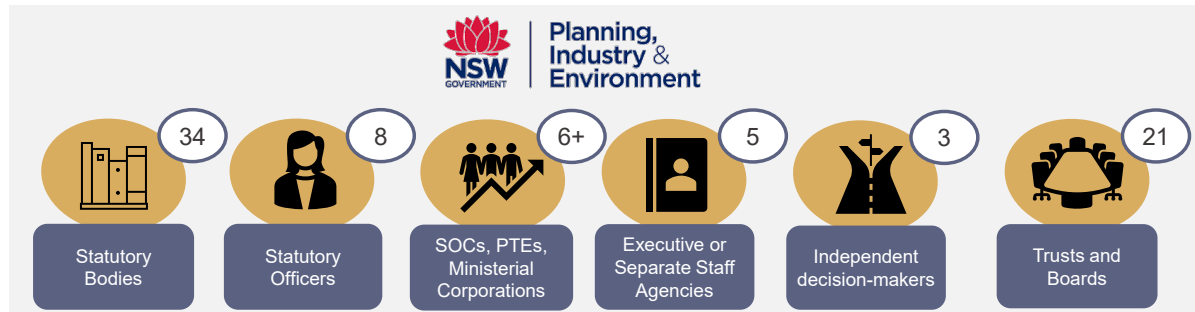 NSW
GOVERNMENT
Planning,
Industry &
Environment
34
8
6+
5
3
21
Statutory
Bodies
Statutory
Officers
SOCs, PTEs,
Ministerial
Corporations
Executive or
Separate Staff
Agencies
Independent
decision-makers
Trusts and
Boards